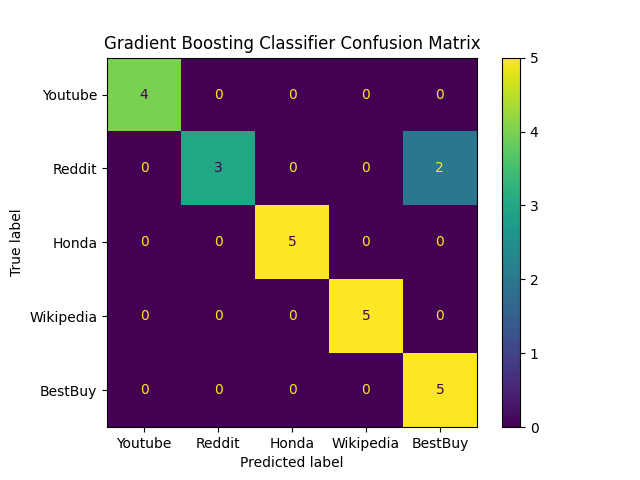 Gradient Boosting Classifier Confusion Matrix
Youtube 4 0 0 0 0
Reddit 0 3 0 0 2
Honda 0 0 5 0 0
Wikipedia 0 0 0 5 0
BestBuy 0 0 0 0 5
Youtube Reddit Honda Wikipedia BestBuy
Predicted label
True label
5
4
3
2
1
0